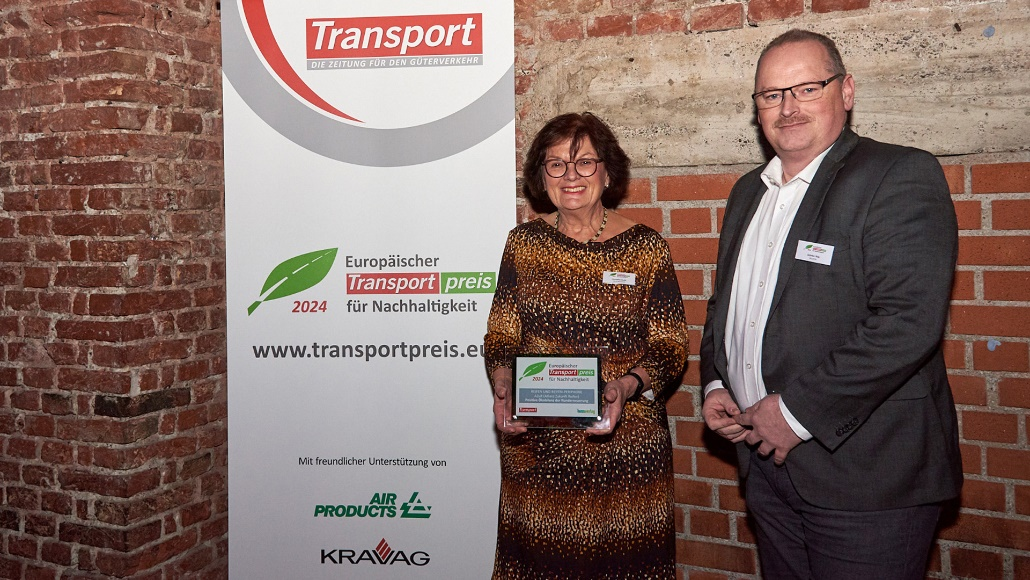 Transport
DIE ZEITUNG FÜR DEN GÜTERVERKEHR
Europäischer
Transport preis
2024 für Nachhaltigkeit
www.transportpreis.eu
Mit freundlicher Unterstützung von
AIR
PRODUCTS
KRAVAG
Europäischer
Transport preis
2024 für Nachhaltigkeit
Transport